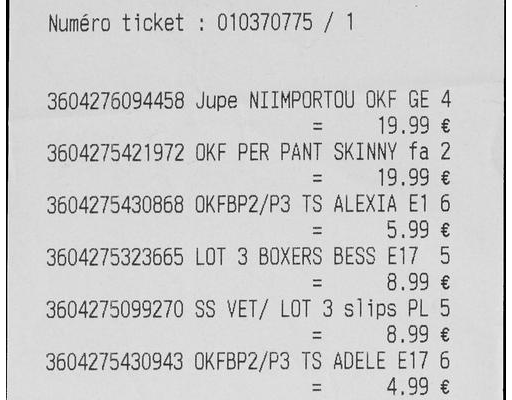 Numéro ticket : 010370775 / 1
3604276094458 Jupe NIIMPORTOU OKF GE 4
= 19.99 €
3604275421972 OKF PER PANT SKINNY fa 2
= 19.99 €
3604275430868 OKFBP2/P3 TS ALEXIA E1 6
= 5.99 €
3604275323665 LOT 3 BOXERS BESS E17 5
= 8.99 €
3604275099270 SS VET/ LOT 3 slips PL 5
= 8.99 €
3604275430943 OKFBP2/P3 TS ADELE E17 6
= 4.99 €